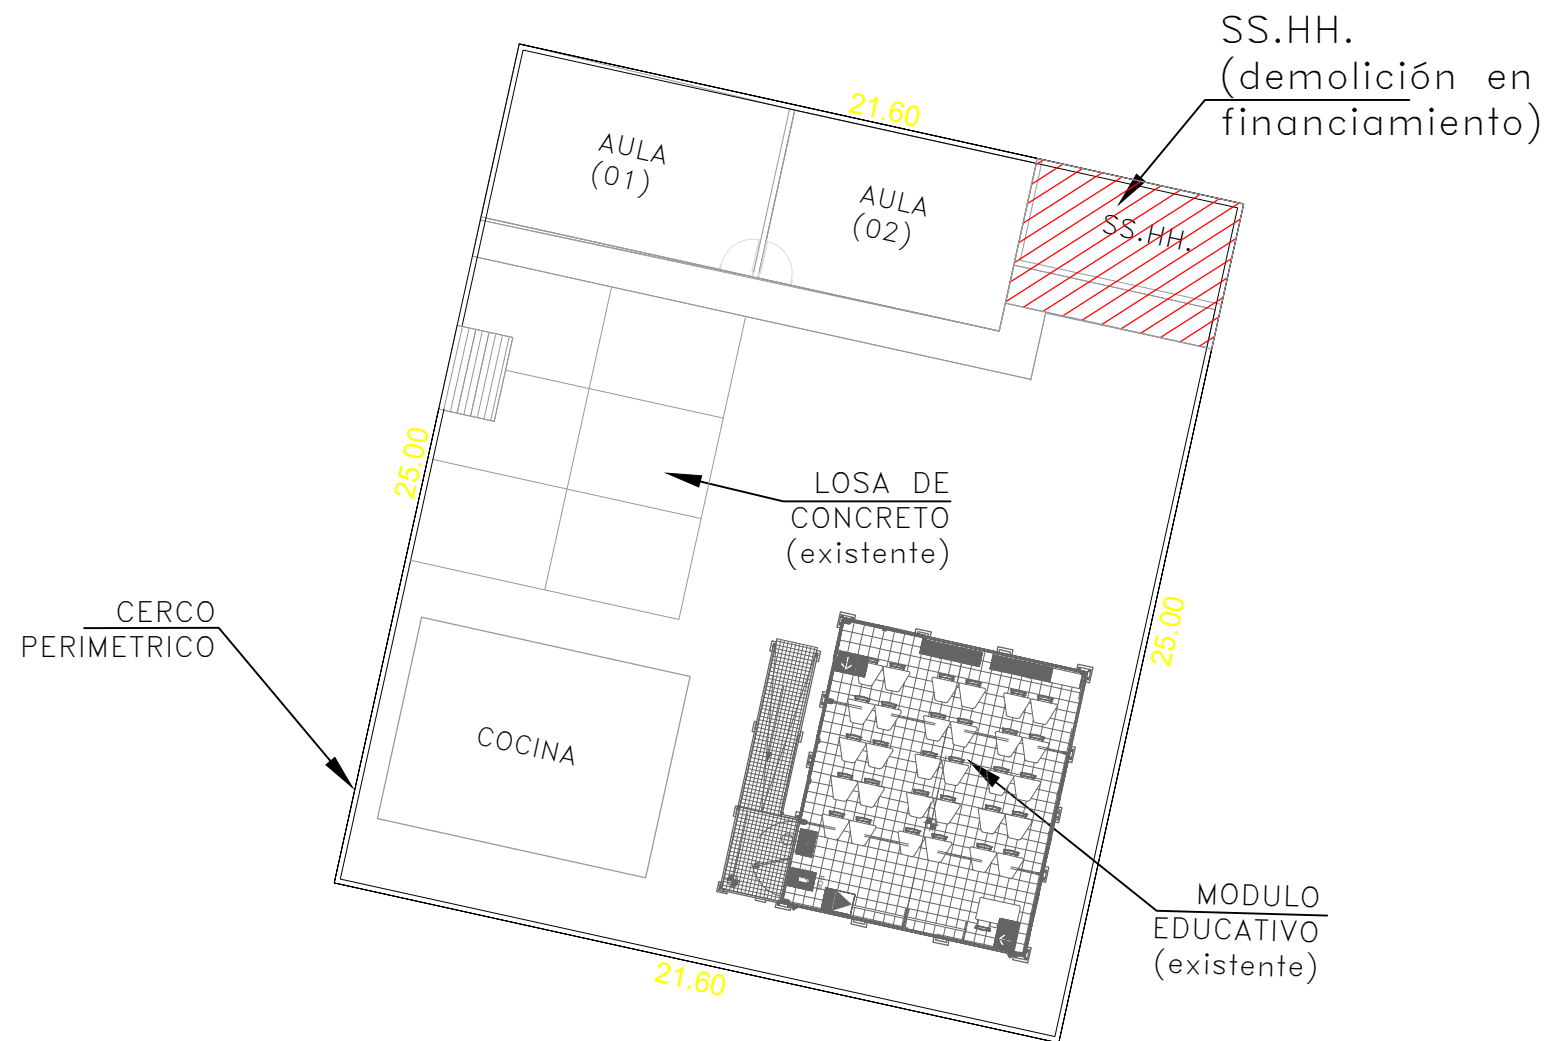 SS.HH.
(demolición en
financiamiento)
21.60
AULA
(01)
AULA
(02)
SS.HH.
25.00
LOSA DE
CONCRETO
(existente)
CERCO
PERIMETRICO
25.00
COCINA
MODULO
EDUCATIVO
(existente)
21.60